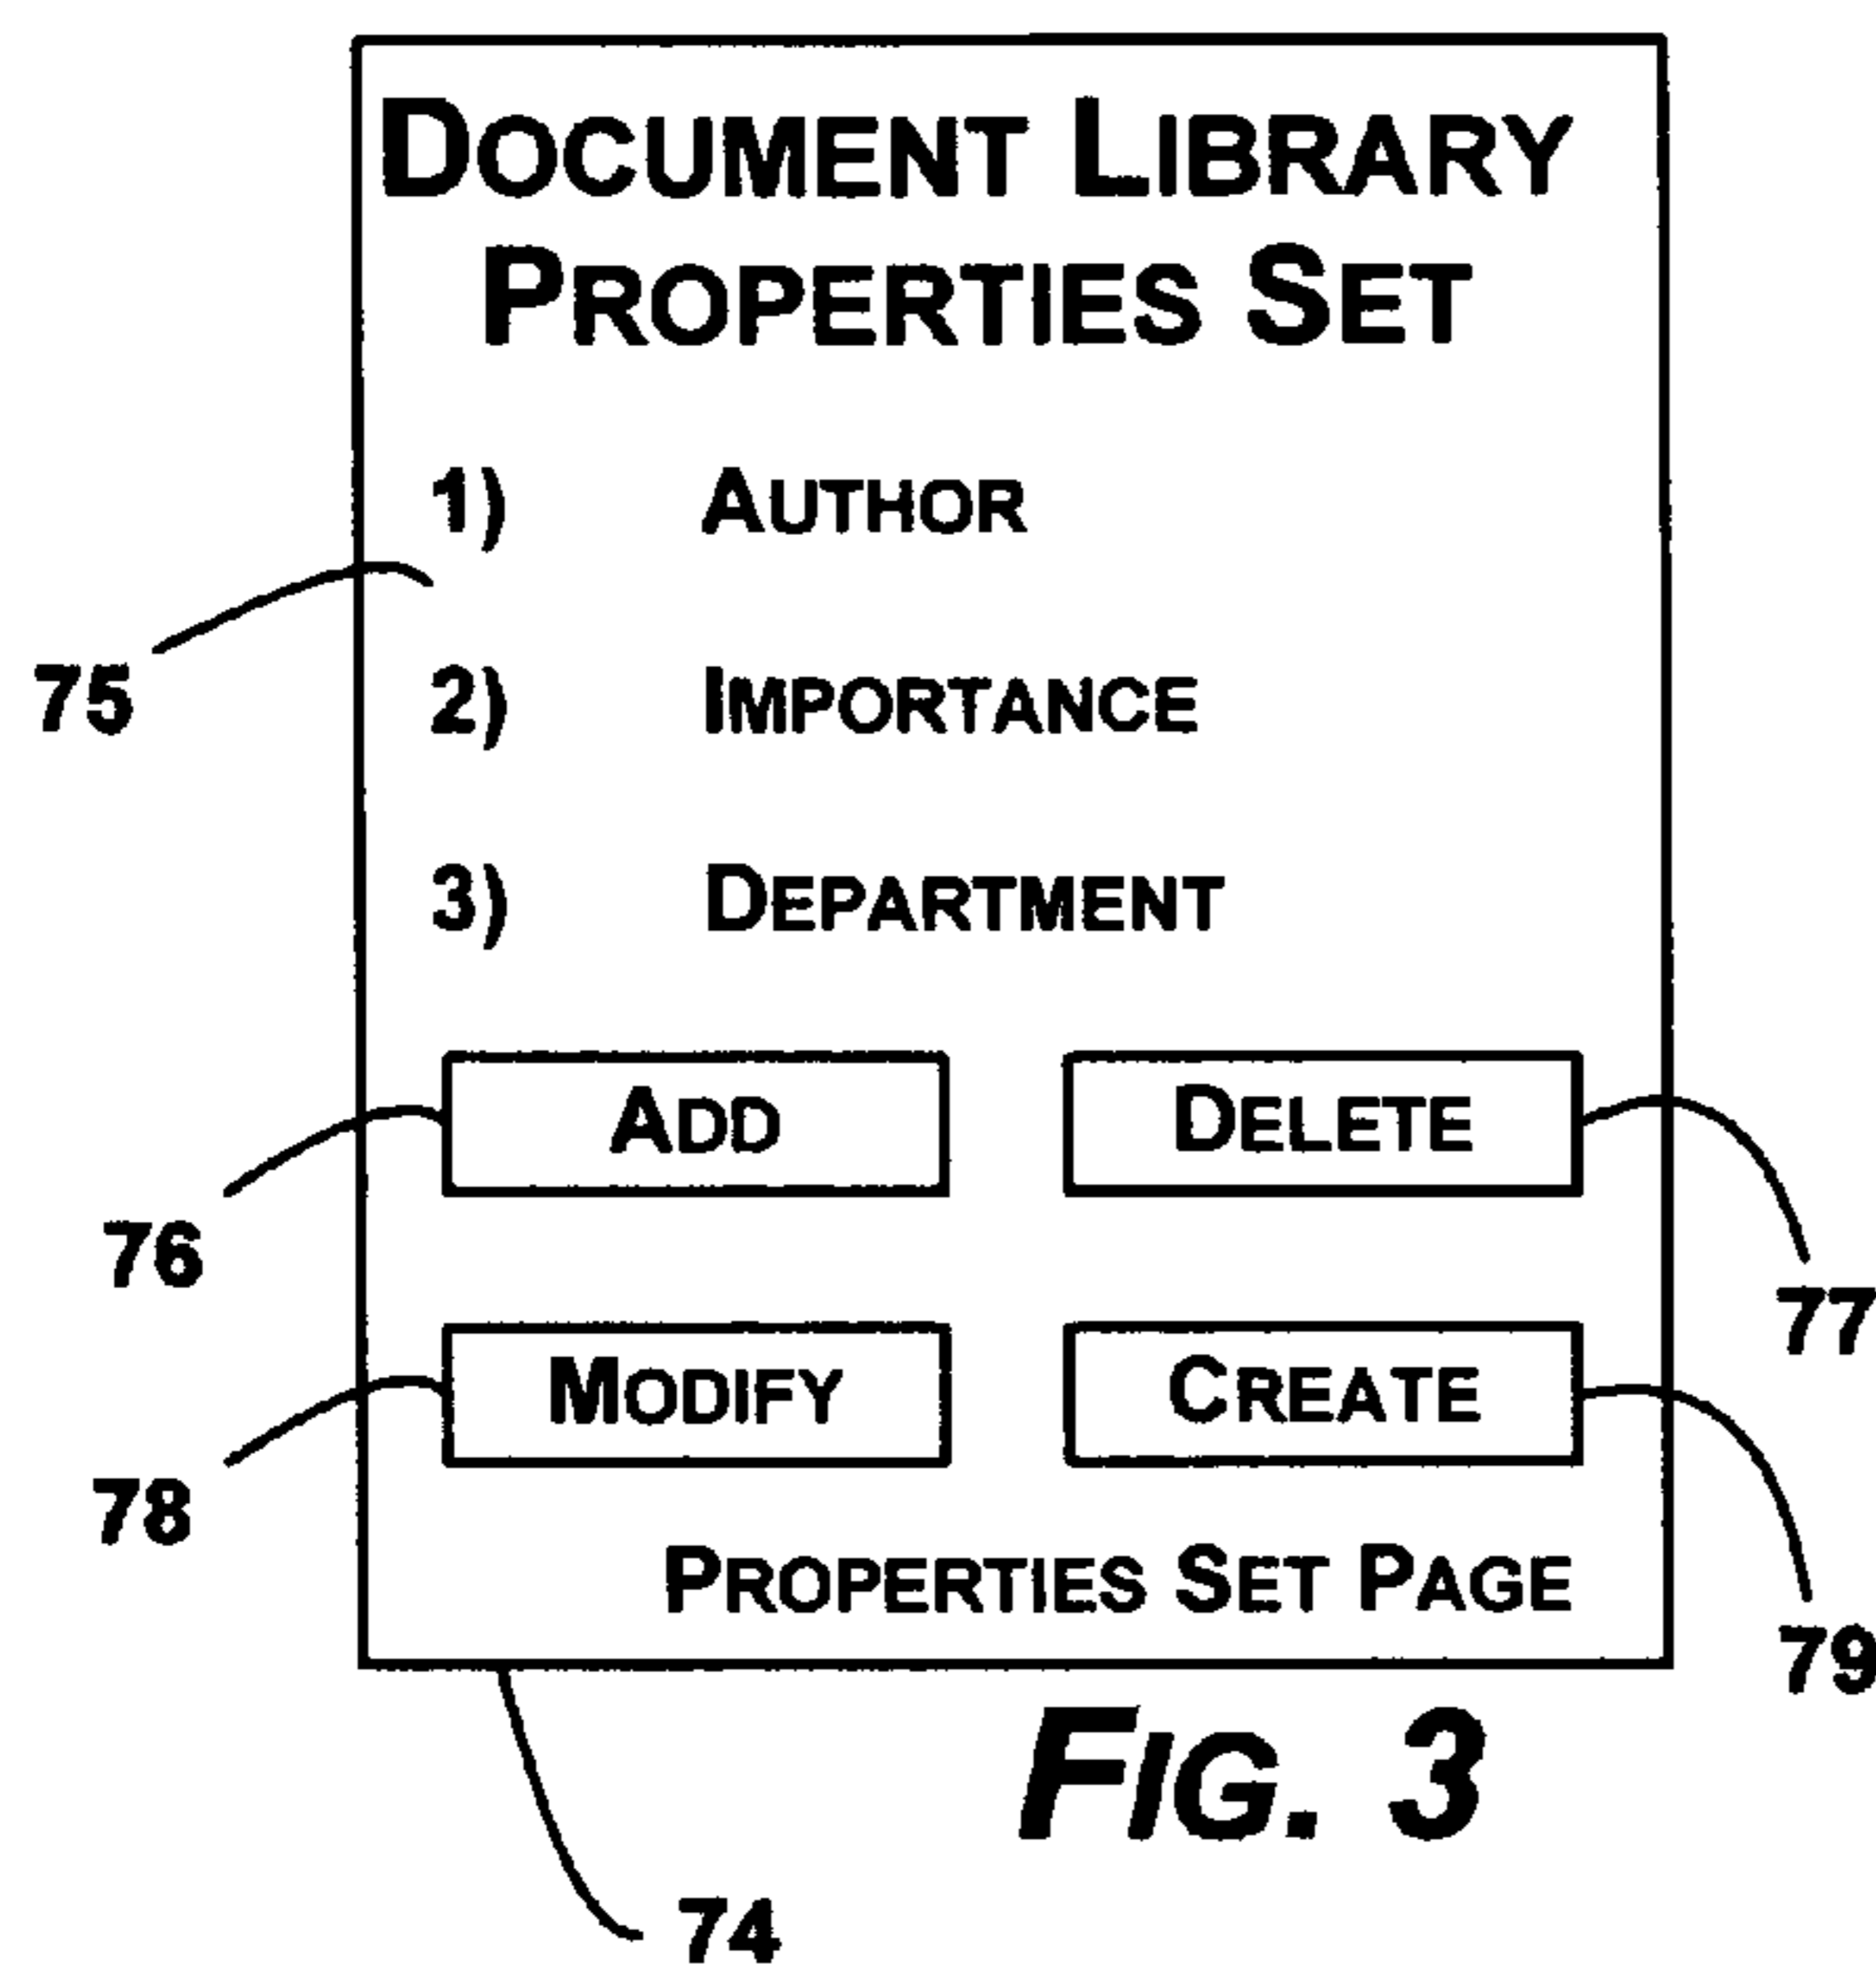 DOCUMENT LIBRARY
PROPERTIES SET
1) AUTHOR
75
2) IMPORTANCE
3) DEPARTMENT
ADD DELETE
76
77
MODIFY CREATE
78
PROPERTIES SET PAGE
79
FIG. 3
74